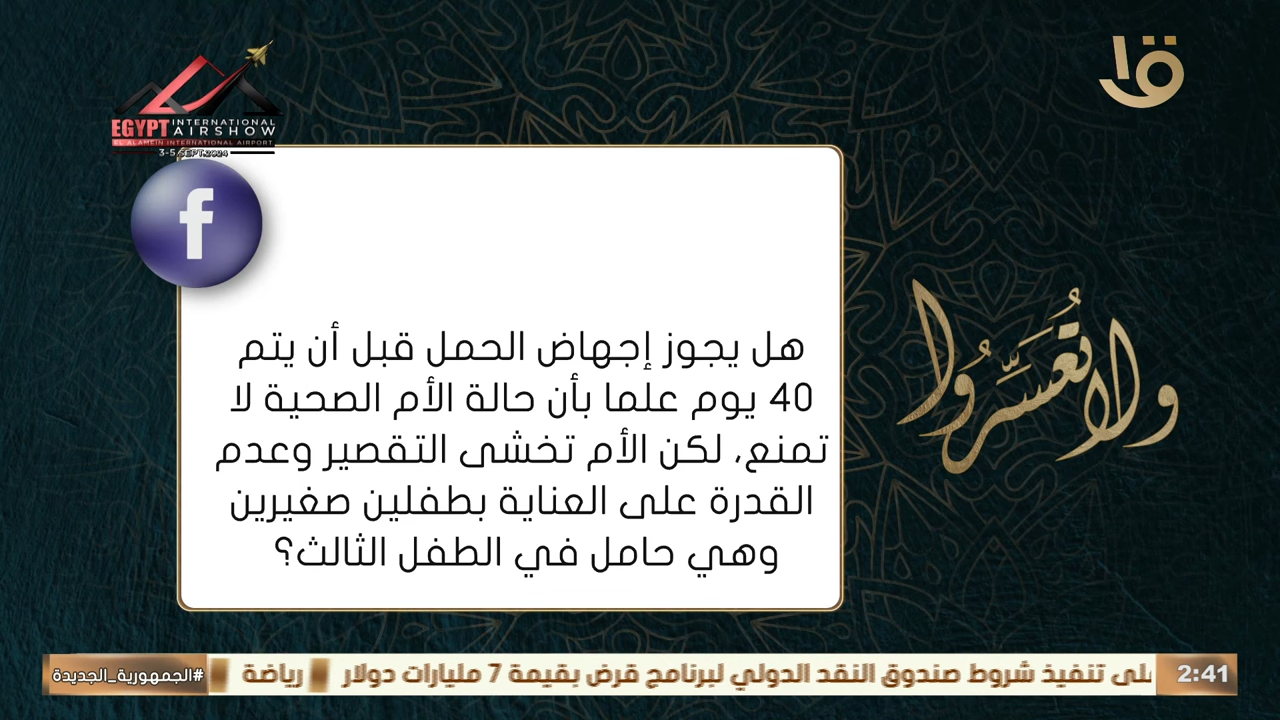 EGYPT INTERNATIONAL
AIRSHOW
EL ALAMEIN INTERNATIONAL AIRPORT
3-5 SEPT.2024
f
هل يجوز إجهاض الحمل قبل أن يتم
40 يوم علما بأن حالة الأم الصحية لا
تمنع، لكن الأم تخشى التقصير وعدم
القدرة على العناية بطفلين صغيرين
وهي حامل في الطفل الثالث؟
ولا تُعسِّرُوا
2:41
تنفيذ شروط صندوق النقد الدولي لبرنامج قرض بقيمة 7 مليارات دولار
رياضة
#الجمهورية_الجديدة